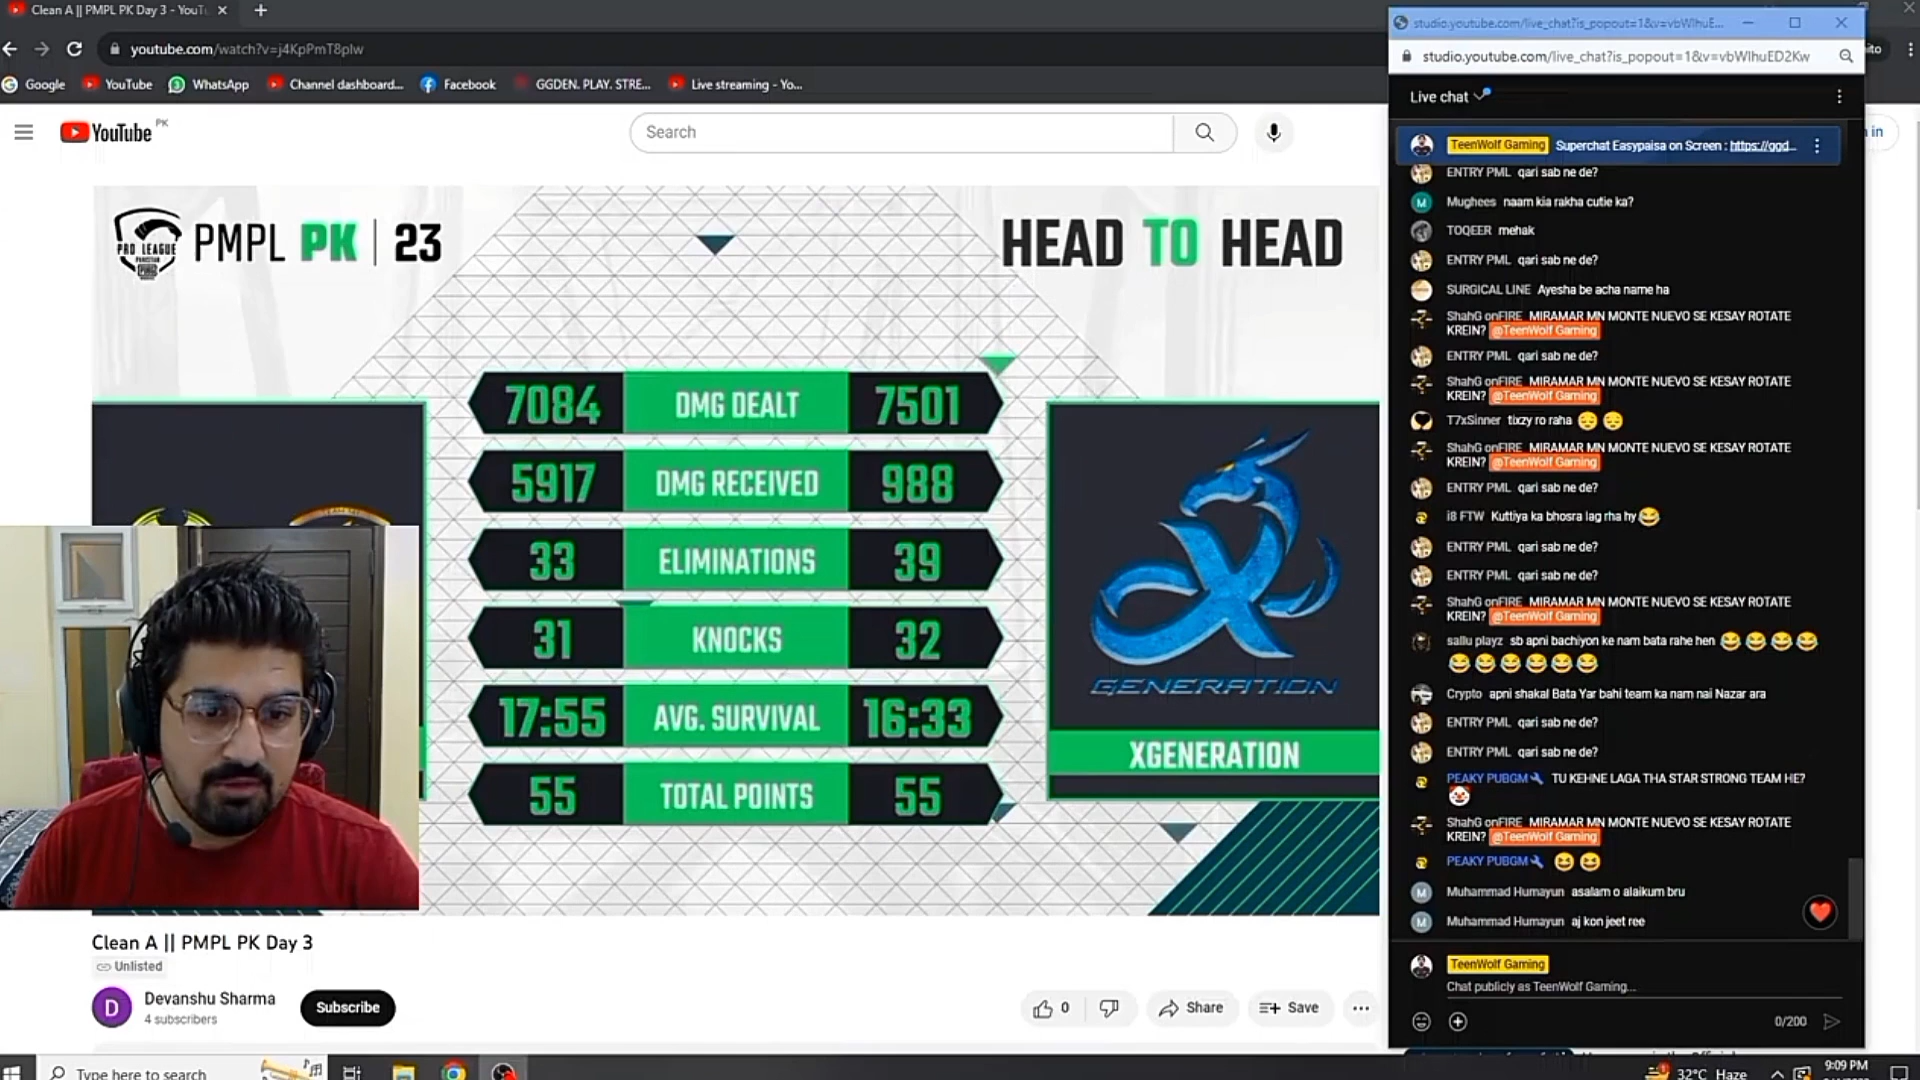 Clean A || PMPL PK Day 3 - YouT
youtube.com/watch?v=j4KpPmT8plw
Google
YouTube
WhatsApp
Channel dashboard...
Facebook
GGDEN. PLAY. STRE...
Live streaming - Yo...
YouTube PK
Search
in
PRO LEAGUE
PMPL PK | 23
HEAD TO HEAD
7084 DMG DEALT 7501
5917 DMG RECEIVED 988
33 ELIMINATIONS 39
31 KNOCKS 32
17:55 AVG. SURVIVAL 16:33
55 TOTAL POINTS 55
GENERATION
XGENERATION
Clean A || PMPL PK Day 3
Unlisted
D
Devanshu Sharma
4 subscribers
Subscribe
0
Share
Save
Type here to search
32°C Haze
9:09 PM
studio.youtube.com/live_chat?is_popout=1&v=vbWIhuE...
studio.youtube.com/live_chat?is_popout=1&v=vbWIhuED2Kw
Live chat
TeenWolf Gaming Superchat Easypaisa on Screen : https://ggd...
ENTRY PML qari sab ne de?
M Mughees naam kia rakha cutie ka?
TOQEER mehak
ENTRY PML qari sab ne de?
SURGICAL LINE Ayesha be acha name ha
ShahG onFIRE MIRAMAR MN MONTE NUEVO SE KESAY ROTATE
KREIN? @TeenWolf Gaming
ENTRY PML qari sab ne de?
ShahG onFIRE MIRAMAR MN MONTE NUEVO SE KESAY ROTATE
KREIN? @TeenWolf Gaming
T7xSinner tixzy ro raha 😔 😔
ShahG onFIRE MIRAMAR MN MONTE NUEVO SE KESAY ROTATE
KREIN? @TeenWolf Gaming
ENTRY PML qari sab ne de?
i8 FTW Kuttiya ka bhosra lag rha hy 😂
ENTRY PML qari sab ne de?
ENTRY PML qari sab ne de?
ShahG onFIRE MIRAMAR MN MONTE NUEVO SE KESAY ROTATE
KREIN? @TeenWolf Gaming
sallu playz sb apni bachiyon ke nam bata rahe hen 😂 😂 😂 😂
😂 😂 😂 😂 😂 😂
Crypto apni shakal Bata Yar bahi team ka nam nai Nazar ara
ENTRY PML qari sab ne de?
ENTRY PML qari sab ne de?
PEAKY PUBGM TU KEHNE LAGA THA STAR STRONG TEAM HE?
🤡
ShahG onFIRE MIRAMAR MN MONTE NUEVO SE KESAY ROTATE
KREIN? @TeenWolf Gaming
PEAKY PUBGM 😆 😆
M Muhammad Humayun asalam o alaikum bru
M Muhammad Humayun aj kon jeet ree
TeenWolf Gaming
Chat publicly as TeenWolf Gaming...
0/200